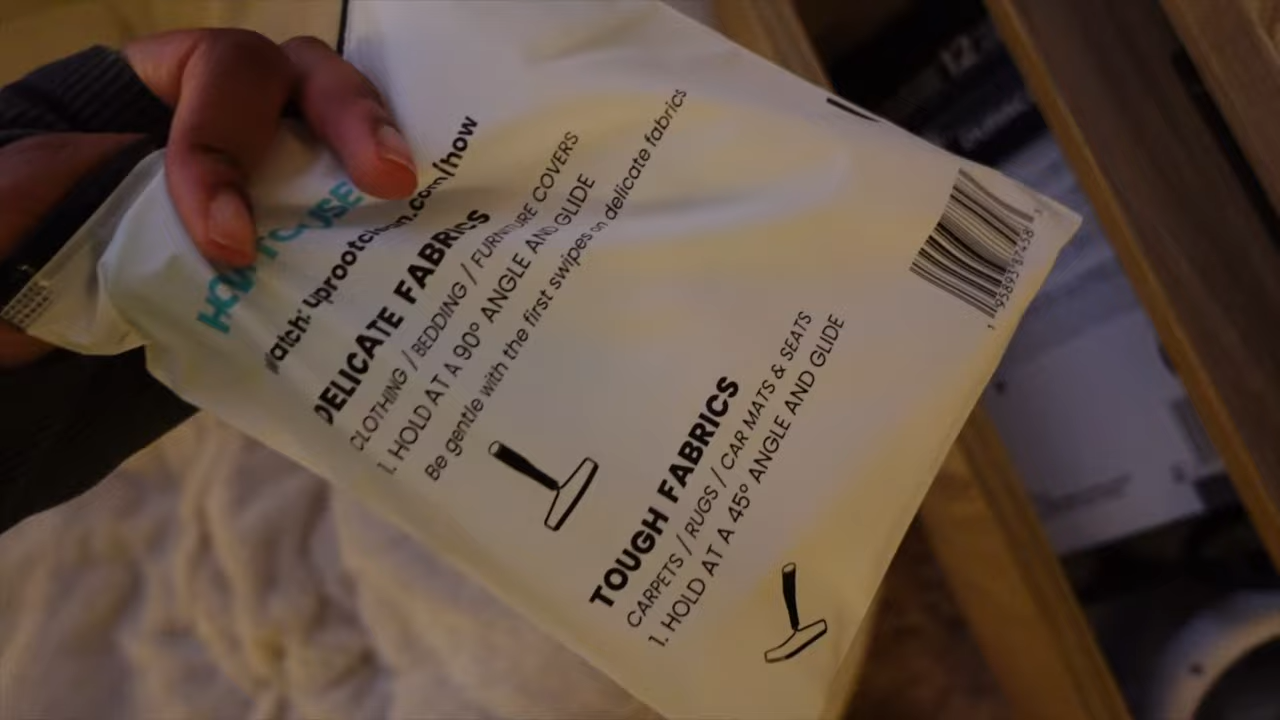 HOW TO USE
Watch: uprootclean.com/how
DELICATE FABRICS
CLOTHING / BEDDING / FURNITURE COVERS
1. HOLD AT A 90° ANGLE AND GLIDE
Be gentle with the first swipes on delicate fabrics
TOUGH FABRICS
CARPETS / RUGS / CAR MATS & SEATS
1. HOLD AT A 45° ANGLE AND GLIDE
12